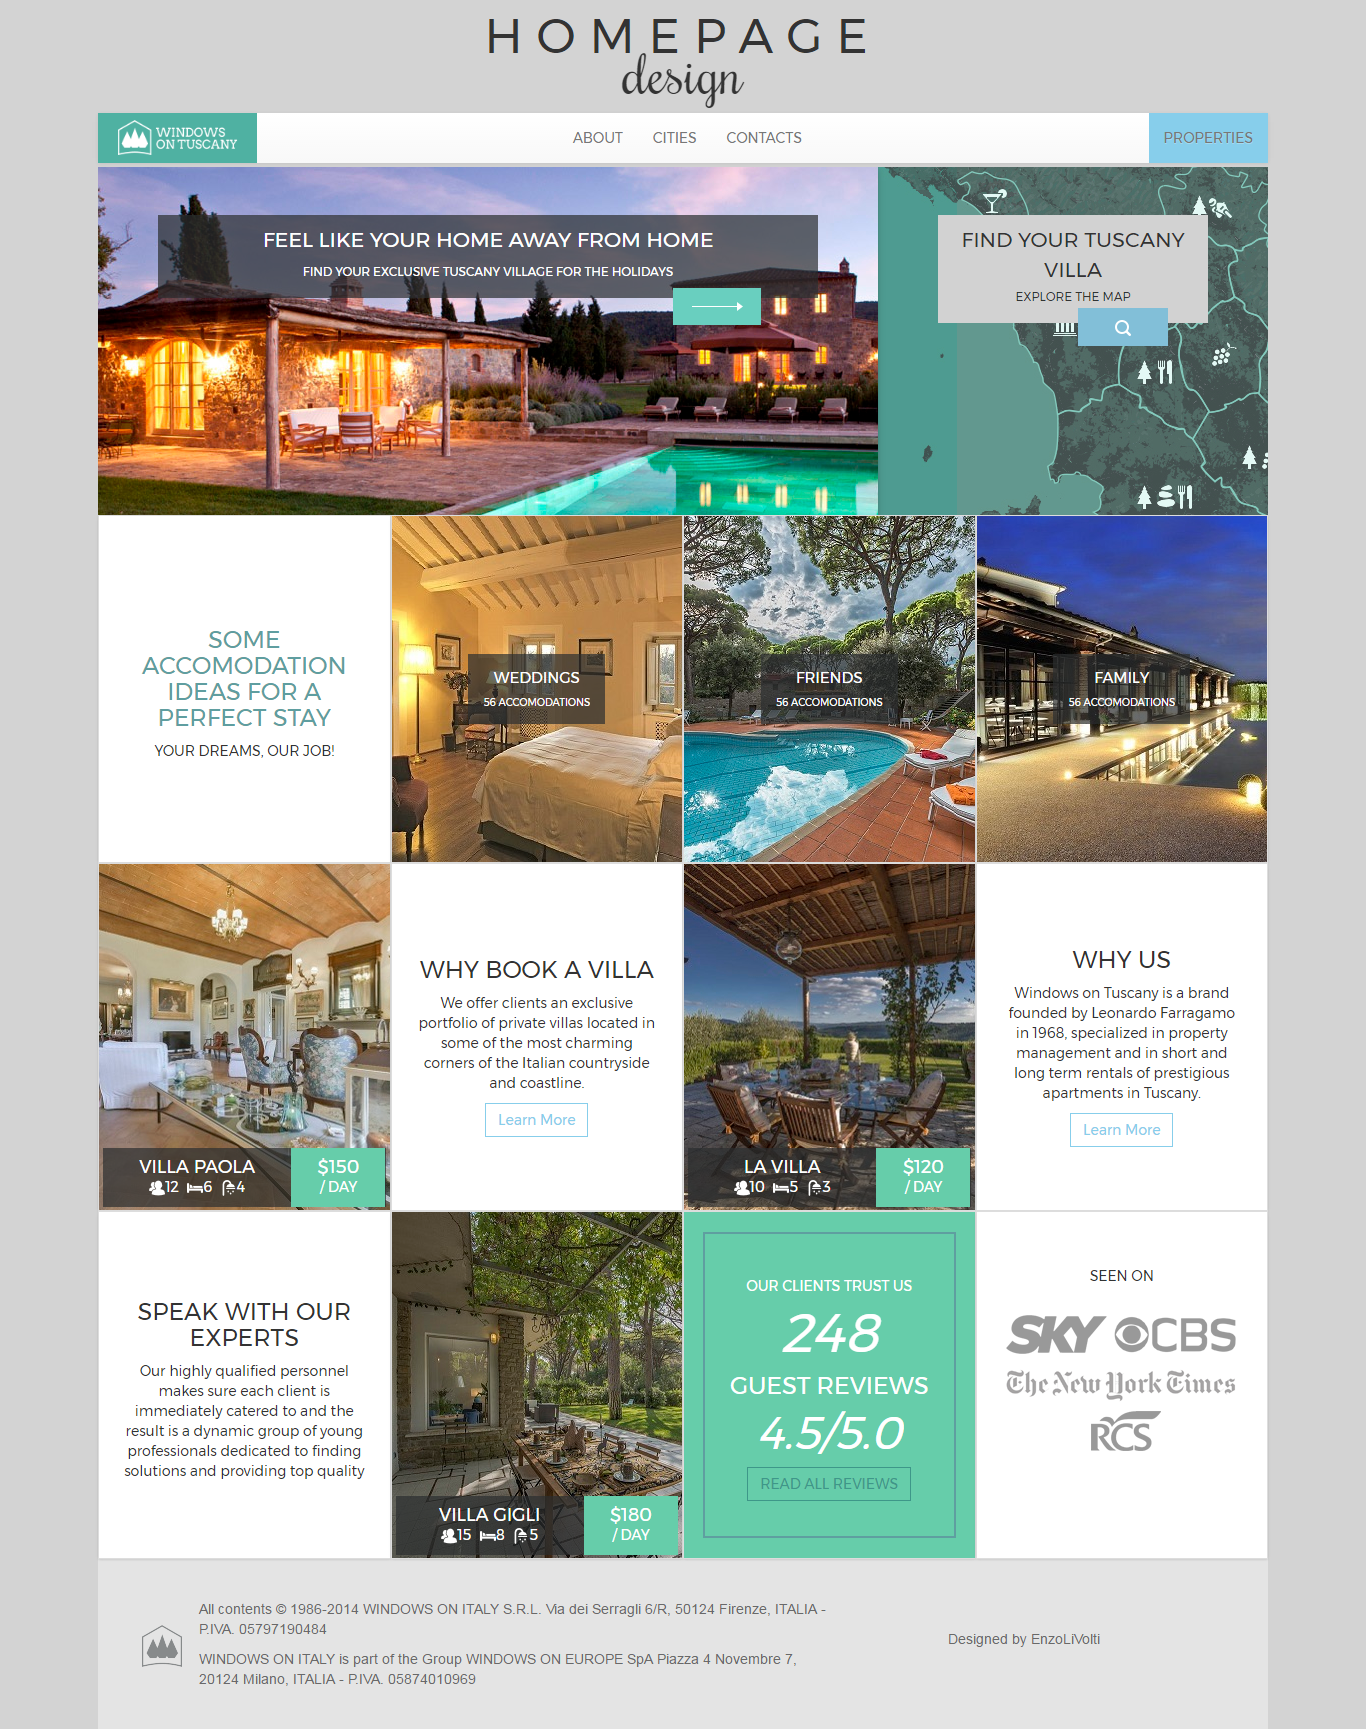 HOMEPAGE
design
WINDOWS
ON TUSCANY
ABOUT CITIES CONTACTS
PROPERTIES
FEEL LIKE YOUR HOME AWAY FROM HOME
FIND YOUR EXCLUSIVE TUSCANY VILLAGE FOR THE HOLIDAYS
FIND YOUR TUSCANY
VILLA
EXPLORE THE MAP
SOME
ACCOMODATION
IDEAS FOR A
PERFECT STAY
YOUR DREAMS, OUR JOB!
WEDDINGS
56 ACCOMODATIONS
FRIENDS
56 ACCOMODATIONS
FAMILY
56 ACCOMODATIONS
VILLA PAOLA
12 6 4
$150
/ DAY
WHY BOOK A VILLA
We offer clients an exclusive
portfolio of private villas located in
some of the most charming
corners of the Italian countryside
and coastline.
Learn More
LA VILLA
10 5 3
$120
/ DAY
WHY US
Windows on Tuscany is a brand
founded by Leonardo Farragamo
in 1968, specialized in property
management and in short and
long term rentals of prestigious
apartments in Tuscany.
Learn More
SPEAK WITH OUR
EXPERTS
Our highly qualified personnel
makes sure each client is
immediately catered to and the
result is a dynamic group of young
professionals dedicated to finding
solutions and providing top quality
VILLA GIGLI
15 8 5
$180
/ DAY
OUR CLIENTS TRUST US
248
GUEST REVIEWS
4.5/5.0
READ ALL REVIEWS
SEEN ON
SKY CBS
The New York Times
RCS
All contents © 1986-2014 WINDOWS ON ITALY S.R.L. Via dei Serragli 6/R, 50124 Firenze, ITALIA -
P.IVA. 05797190484
WINDOWS ON ITALY is part of the Group WINDOWS ON EUROPE SpA Piazza 4 Novembre 7,
20124 Milano, ITALIA - P.IVA. 05874010969
Designed by EnzoLiVolti